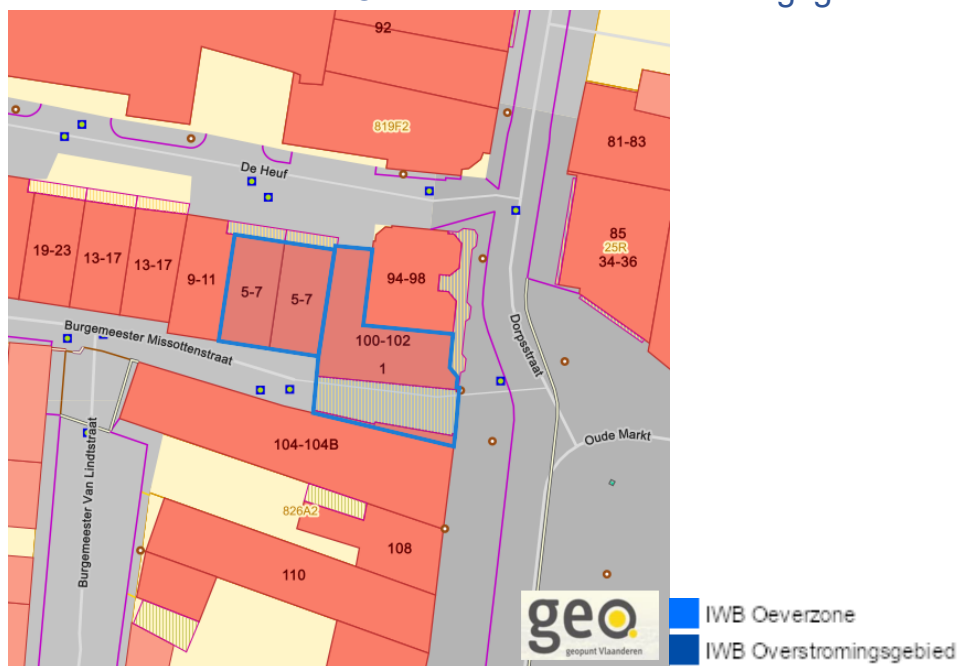 92
819F2
81-83
De Heuf
85
25R
34-36
19-23
13-17
13-17
9-11
5-7
5-7
94-98
100-102
1
Burgemeester Missottenstraat
Dorpsstraat
Oude Markt
104-104B
Burgemeester Van Lindtstraat
826A2
108
110
geo.
geopunt Vlaanderen
IWB Oeverzone
IWB Overstromingsgebied